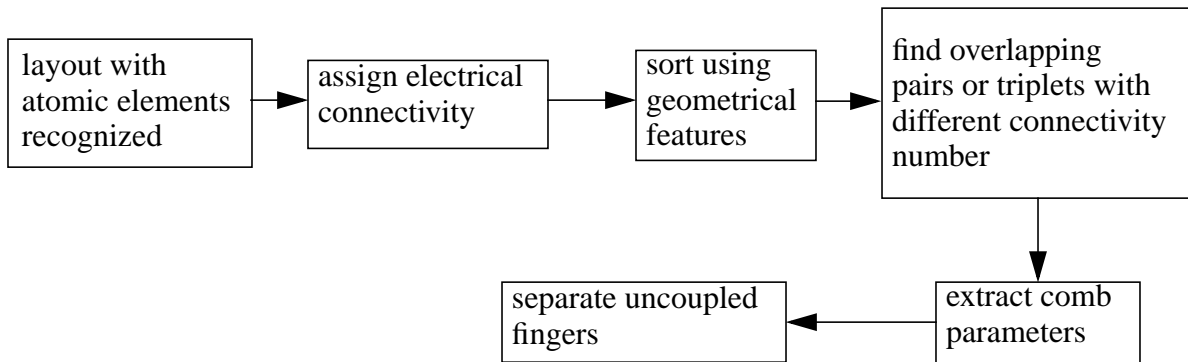 layout with
atomic elements
recognized
assign electrical
connectivity
sort using
geometrical
features
find overlapping
pairs or triplets with
different connectivity
number
extract comb
parameters
separate uncoupled
fingers